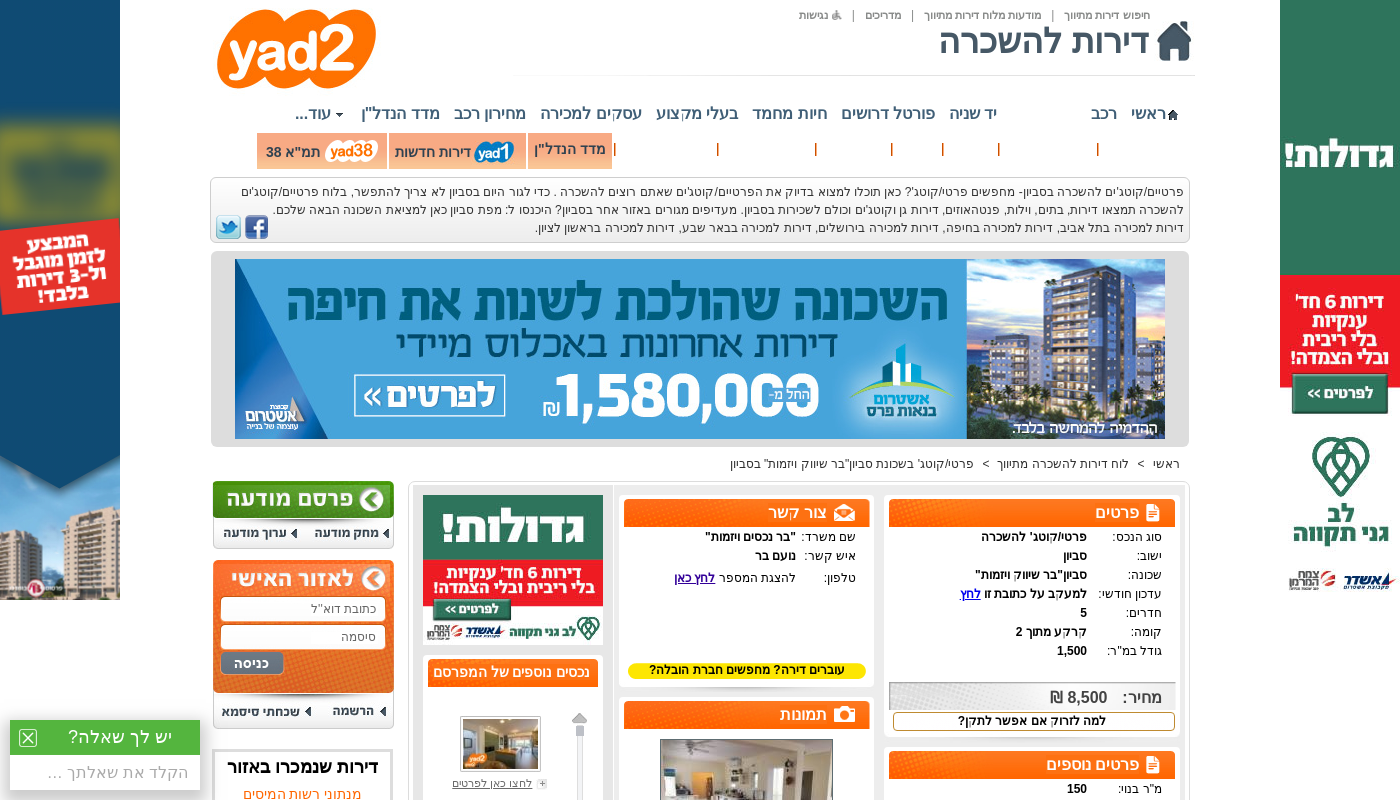 חיפוש דירות מתיווך | מודעות מלוח דירות מתיווך | מדריכים | נגישות
דירות להשכרה
yad2
ראשי
רכב
יד שניה
פורטל דרושים
חיות מחמד
בעלי מקצוע
עסקים למכירה
מחירון רכב
מדד הנדל"ן
עוד...
מדד הנדל"ן
דירות חדשות yad1
תמ"א 38 yad38
פרטיים/קוטג'ים להשכרה בסביון- מחפשים פרטי/קוטג'? כאן תוכלו למצוא בדיוק את הפרטיים/קוטג'ים שאתם רוצים להשכרה . כדי לגור היום בסביון לא צריך להתפשר, בלוח פרטיים/קוטג'ים
להשכרה תמצאו דירות, בתים, וילות, פנטהאוזים, דירות גן וקוטג'ים וכולם לשכירות בסביון. מעדיפים מגורים באזור אחר בסביון? היכנסו ל: מפת סביון כאן למציאת השכונה הבאה שלכם.
דירות למכירה בתל אביב, דירות למכירה בחיפה, דירות למכירה בירושלים, דירות למכירה בבאר שבע, דירות למכירה בראשון לציון.
השכונה שהולכת לשנות את חיפה
דירות אחרונות באכלוס מיידי
החל מ-
1,580,000 ₪
לפרטים >>
אשטרום
בנאות פרס
קבוצת
אשטרום
עוצמה של בנייה
ההדמיה להמחשה בלבד.
ראשי > לוח דירות להשכרה מתיווך > פרטי/קוטג' בשכונת סביון"בר שיווק ויזמות" בסביון
פרטים
סוג הנכס: פרטי/קוטג' להשכרה
ישוב: סביון
שכונה: סביון"בר שיווק ויזמות"
עדכון חודשי: למעקב על כתובת זו לחץ
חדרים: 5
קומה: קרקע מתוך 2
גודל במ"ר: 1,500
מחיר: 8,500 ₪
למה לזרוק אם אפשר לתקן?
פרטים נוספים
מ"ר בנוי: 150
צור קשר
שם משרד: "בר נכסים ויזמות"
איש קשר: נועם בר
טלפון: להצגת המספר לחץ כאן
עוברים דירה? מחפשים חברת הובלה?
תמונות
גדולות!
דירות 6 חד' ענקיות
בלי ריבית ובלי הצמדה!
לפרטים >>
לב גני תקווה
אשדר
צמח
המרמן
נכסים נוספים של המפרסם
yad2
לחצו כאן לפרטים
פרסם מודעה
מחק מודעה
ערוך מודעה
לאזור האישי
כתובת דוא"ל
סיסמה
כניסה
הרשמה
שכחתי סיסמא
דירות שנמכרו באזור
מנתוני רשות המיסים
המבצע
לזמן מוגבל
ול-3 דירות
בלבד!
יש לך שאלה?
הקלד את שאלתך ...
גדולות!
דירות 6 חד'
ענקיות
בלי ריבית
ובלי הצמדה!
לפרטים >>
לב
גני תקווה
אשדר
מקבוצת אשטרום
צמח
המרמן